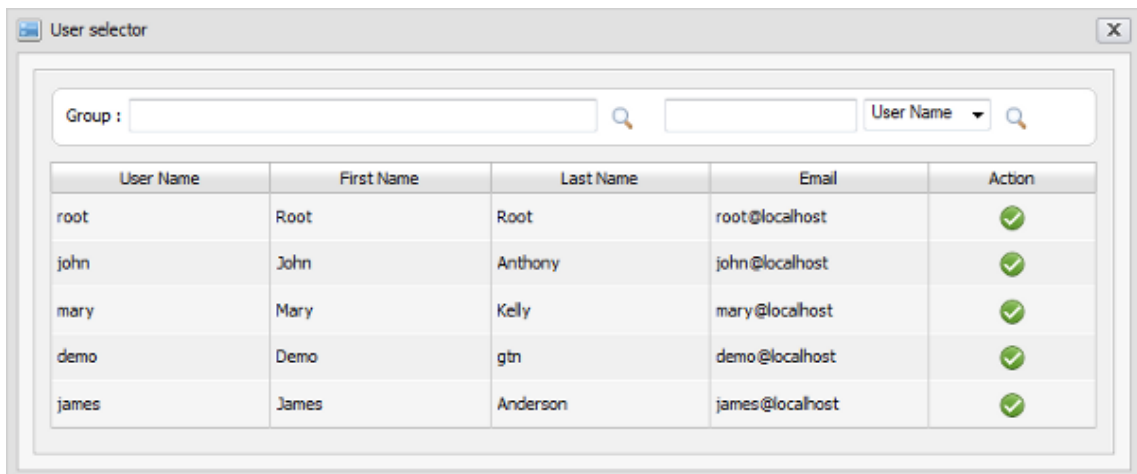 User selector
Group : User Name
User Name First Name Last Name Email Action
root Root Root root@localhost
john John Anthony john@localhost
mary Mary Kelly mary@localhost
demo Demo gtn demo@localhost
james James Anderson james@localhost